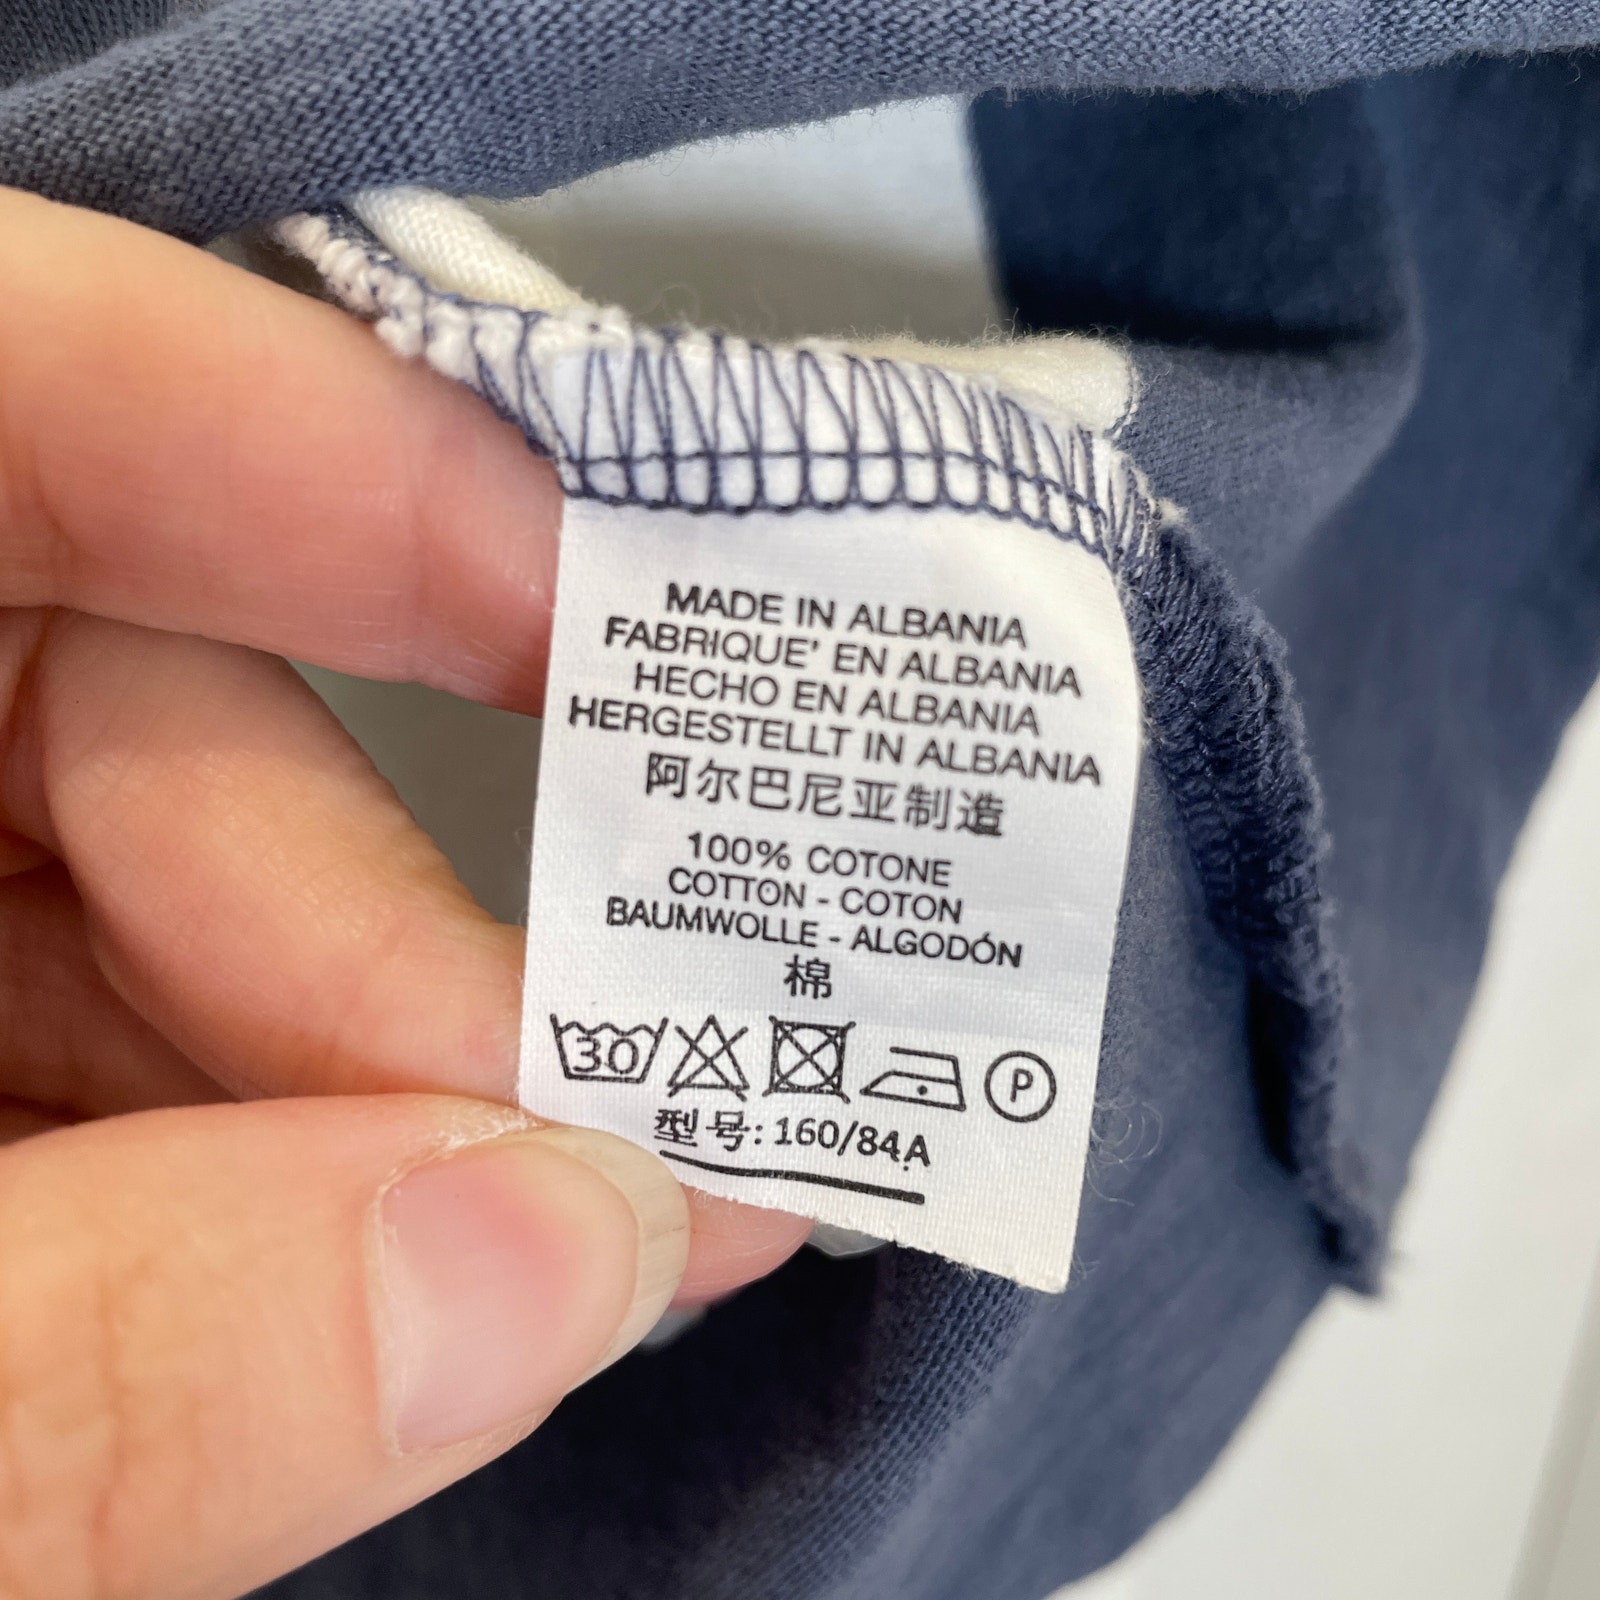 MADE IN ALBANIA
FABRIQUE' EN ALBANIA
HECHO EN ALBANIA
HERGESTELLT IN ALBANIA
阿尔巴尼亚制造
100% COTONE
COTTON - COTON
BAUMWOLLE - ALGODÓN
棉
30 P
型号: 160/84A